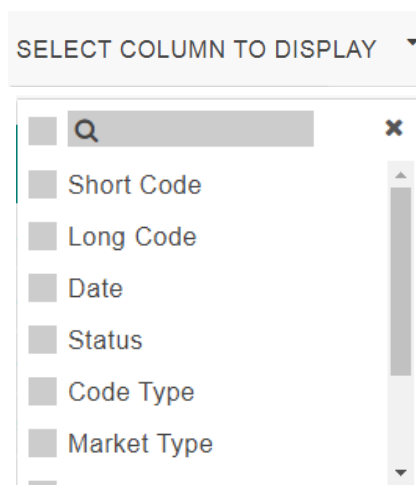 SELECT COLUMN TO DISPLAY
Short Code
Long Code
Date
Status
Code Type
Market Type